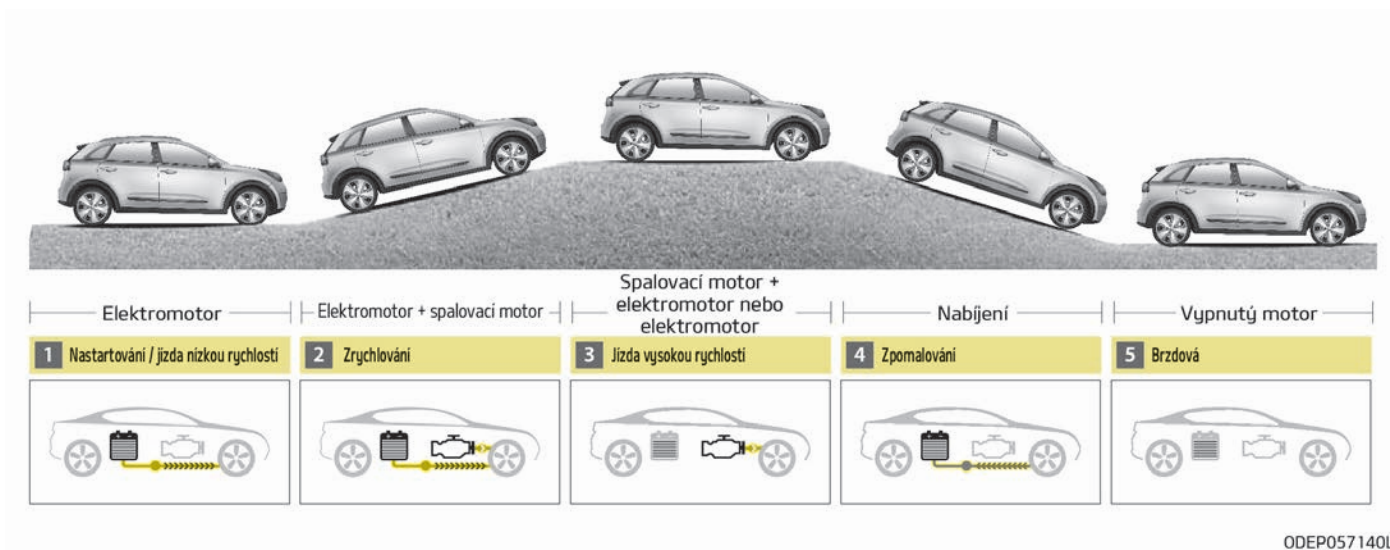 Elektromotor
Elektromotor + spalovací motor
Spalovací motor +
elektromotor nebo
elektromotor
Nabíjení
Vypnutý motor
1 Nastartování / jízda nízkou rychlostí
2 Zrychlování
3 Jízda vysokou rychlostí
4 Zpomalování
5 Brzdová
ODEP057140L